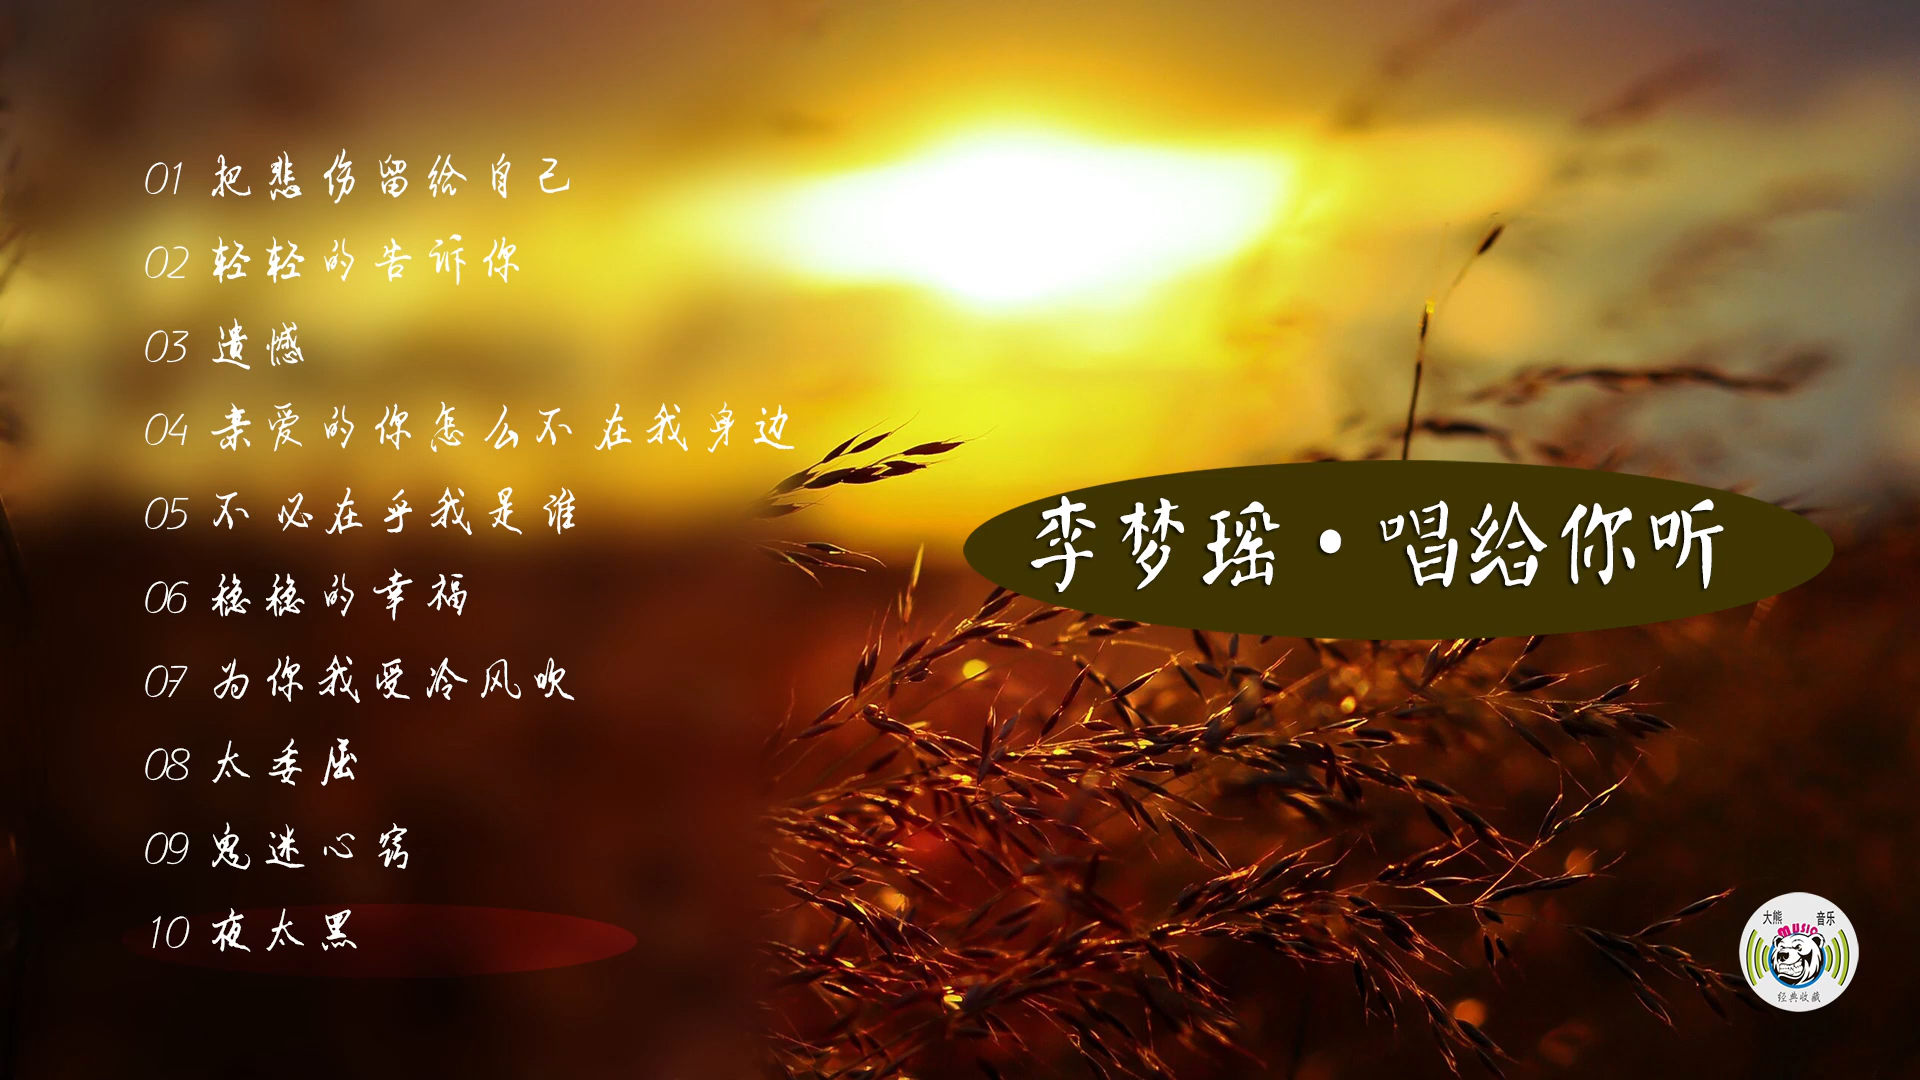 01 把悲伤留给自己
02 轻轻的告诉你
03 遗憾
04 亲爱的你怎么不在我身边
05 不必在乎我是谁
06 稳稳的幸福
07 为你我受冷风吹
08 太委屈
09 鬼迷心窍
10 夜太黑
李梦瑶·唱给你听
大熊 音乐
MUSIC
经典收藏